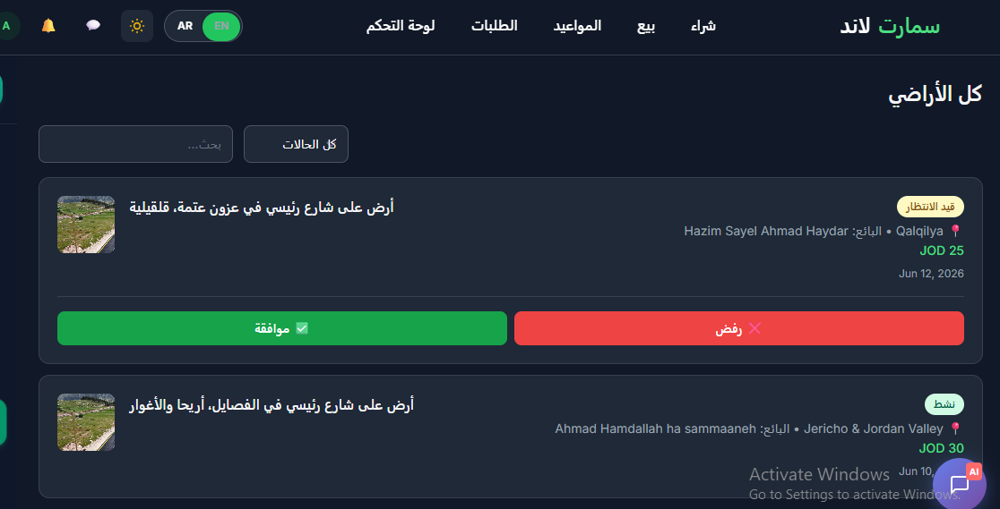 سمارت لاند
شراء
بيع
المواعيد
الطلبات
لوحة التحكم
AR EN
A
كل الأراضي
كل الحالات
بحث...
قيد الانتظار
أرض على شارع رئيسي في عزون عتمة، قلقيلية
📍 Qalqilya • البائع: Hazim Sayel Ahmad Haydar
JOD 25
Jun 12, 2026
❌ رفض
✅ موافقة
نشط
أرض على شارع رئيسي في الفصايل، أريحا والأغوار
📍 Jericho & Jordan Valley • البائع: Ahmad Hamdallah ha sammaaneh
JOD 30
Jun 10,
AI
Activate Windows
Go to Settings to activate Windows.